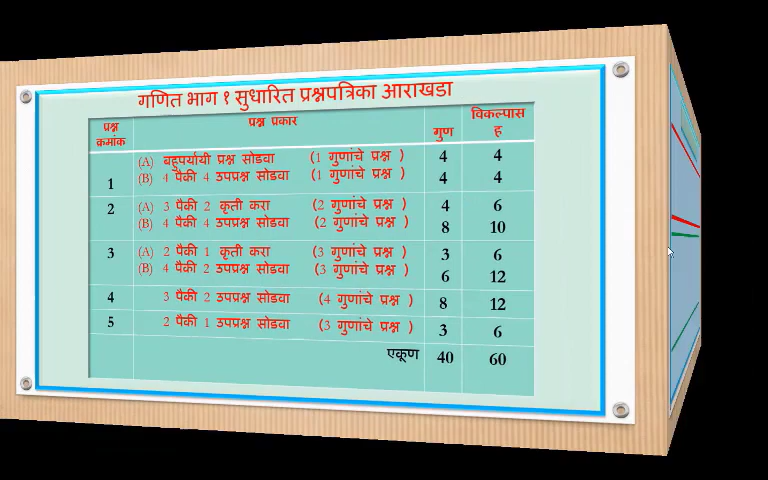 गणित भाग १ सुधारित प्रश्नपत्रिका आराखडा
प्रश्न कमांक प्रश्न प्रकार गुण विकल्पास ह
1 (A) बहुपर्यायी प्रश्न सोडवा (1 गुणांचे प्रश्न ) 4 4
(B) 4 पैकी 4 उपप्रश्न सोडवा (1 गुणांचे प्रश्न ) 4 4
2 (A) 3 पैकी 2 कृती करा (2 गुणांचे प्रश्न ) 4 6
(B) 4 पैकी 4 उपप्रश्न सोडवा (2 गुणांचे प्रश्न ) 8 10
3 (A) 2 पैकी 1 कृती करा (3 गुणांचे प्रश्न ) 3 6
(B) 4 पैकी 2 उपप्रश्न सोडवा (3 गुणांचे प्रश्न ) 6 12
4 3 पैकी 2 उपप्रश्न सोडवा (4 गुणांचे प्रश्न ) 8 12
5 2 पैकी 1 उपप्रश्न सोडवा (3 गुणांचे प्रश्न ) 3 6
एकूण 40 60